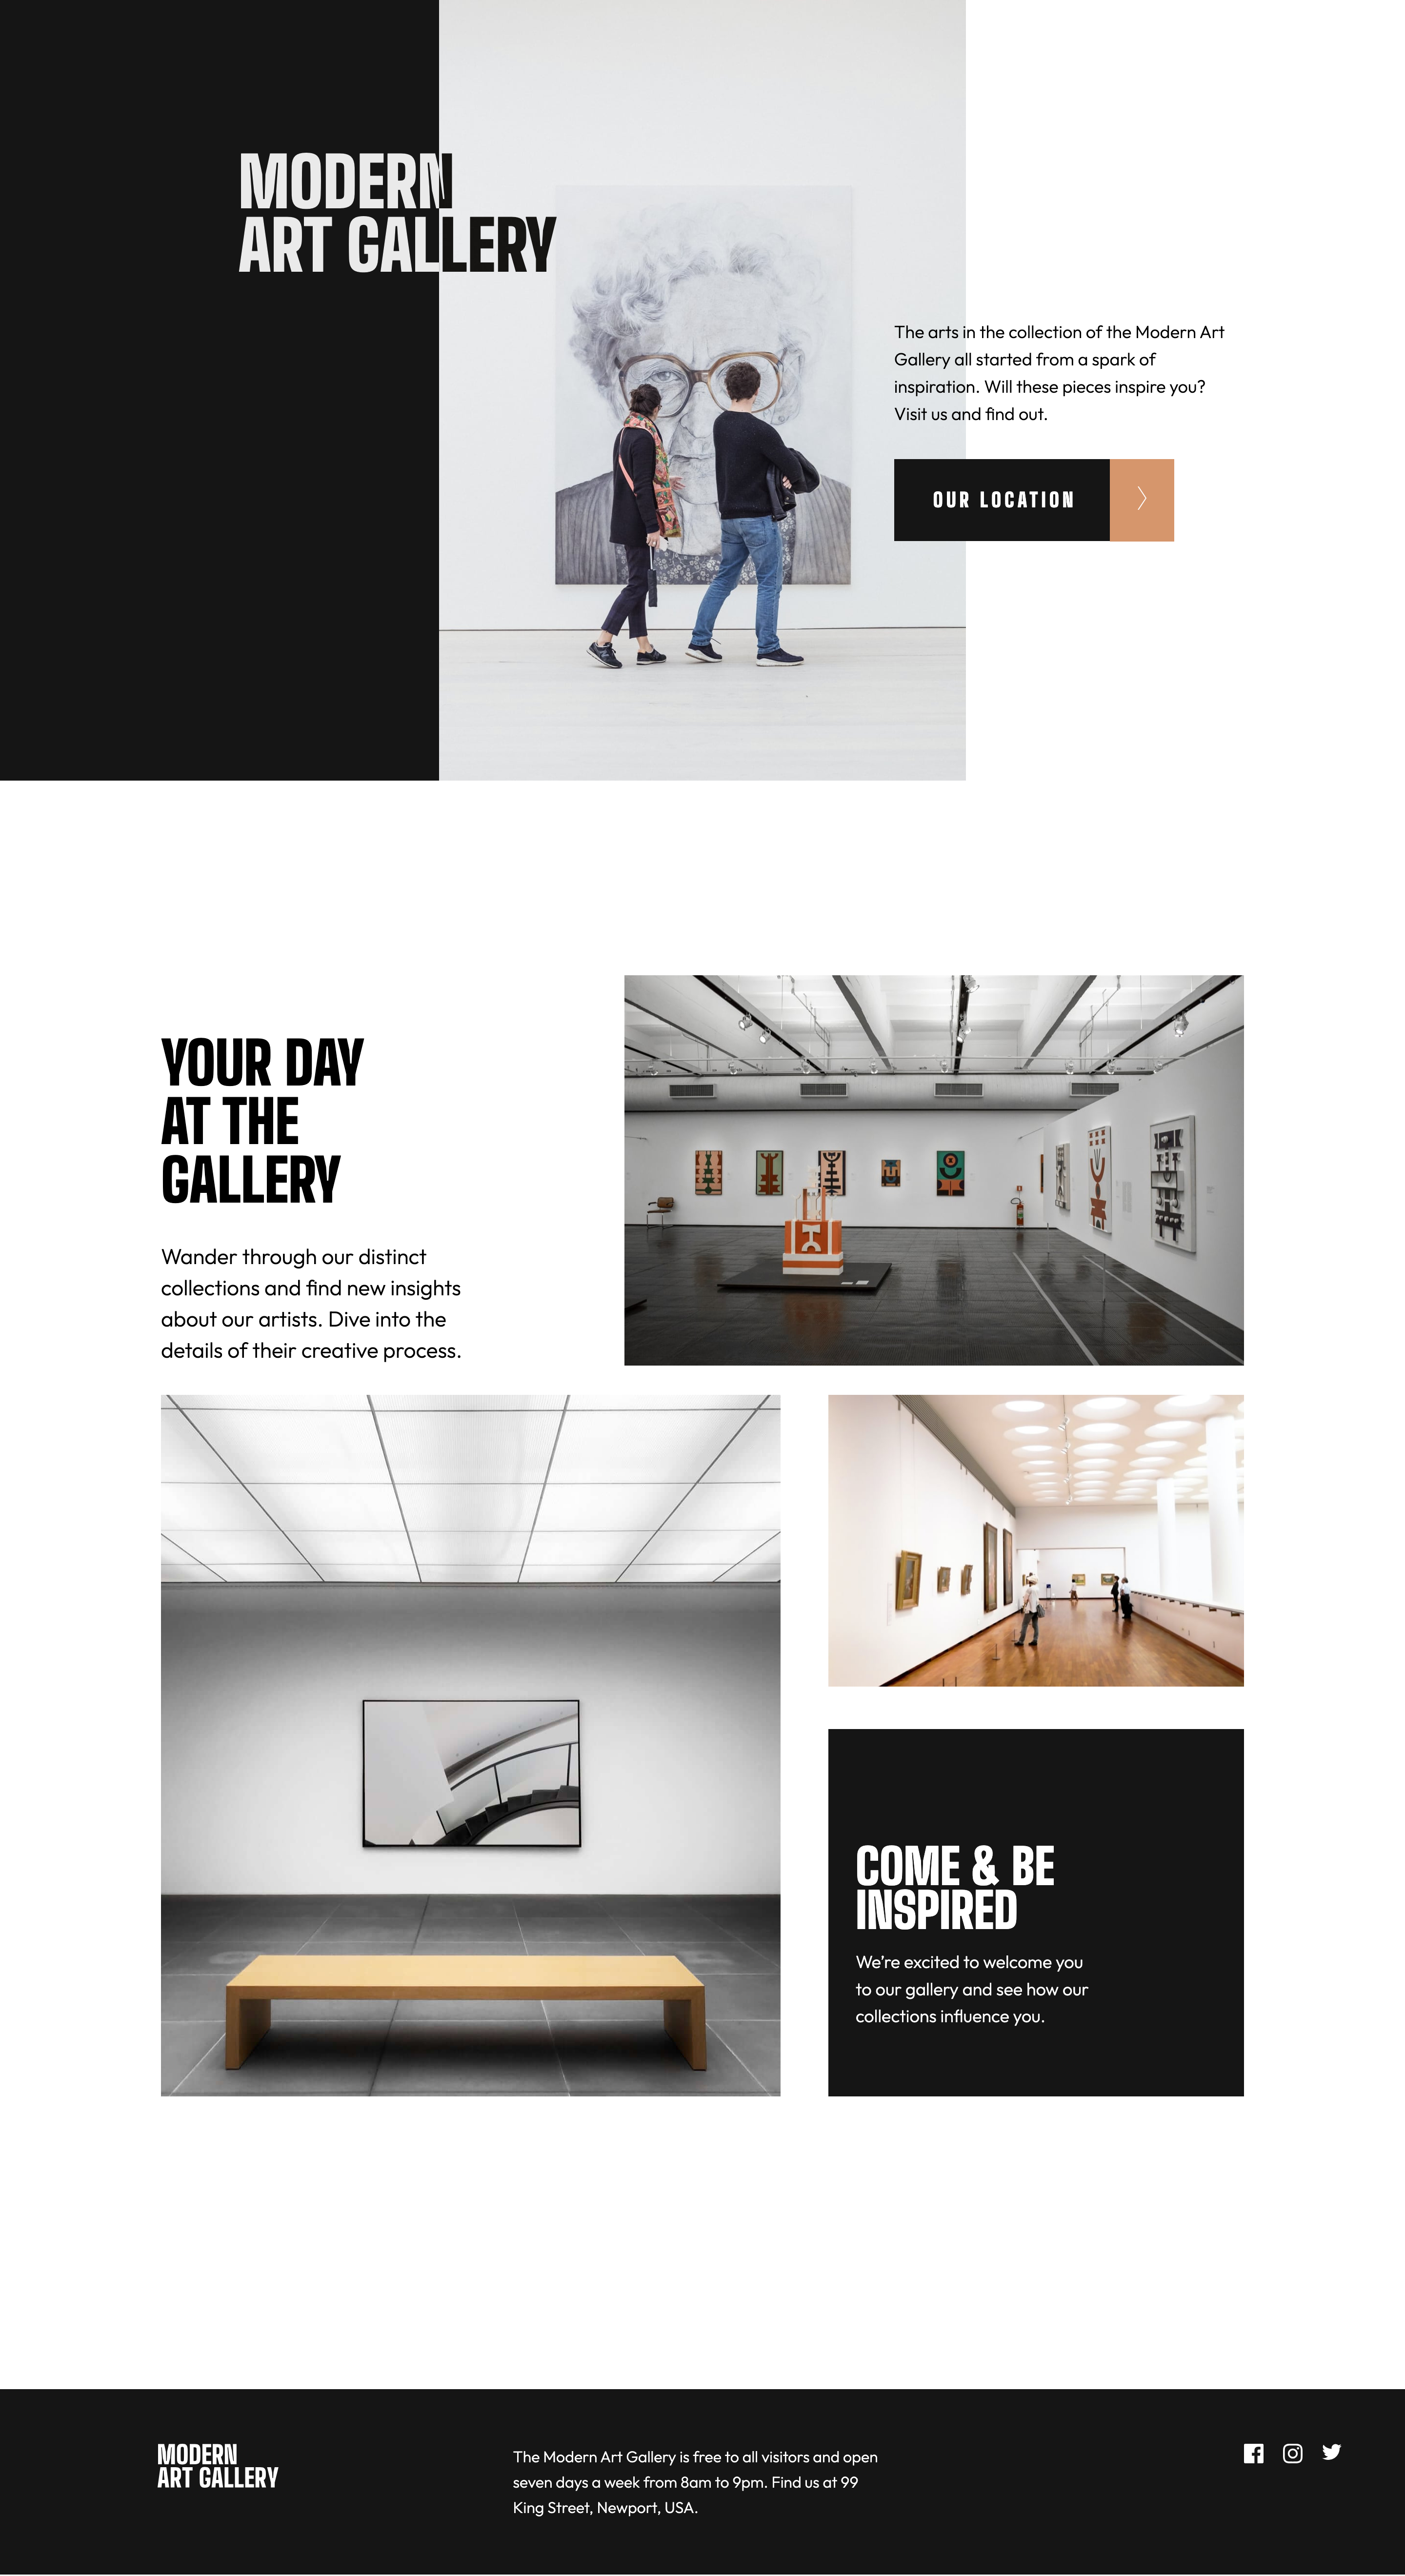 MODERN
ART GALLERY
The arts in the collection of the Modern Art
Gallery all started from a spark of
inspiration. Will these pieces inspire you?
Visit us and find out.
OUR LOCATION
YOUR DAY
AT THE
GALLERY
Wander through our distinct
collections and find new insights
about our artists. Dive into the
details of their creative process.
COME & BE
INSPIRED
We’re excited to welcome you
to our gallery and see how our
collections influence you.
MODERN
ART GALLERY
The Modern Art Gallery is free to all visitors and open
seven days a week from 8am to 9pm. Find us at 99
King Street, Newport, USA.